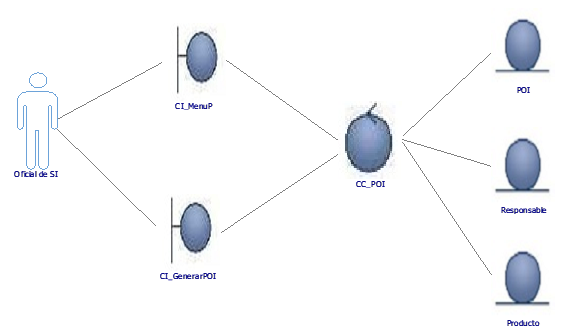 POI
CI_MenuP
Oficial de SI
CC_POI
Responsable
CI_GenerarPOI
Producto